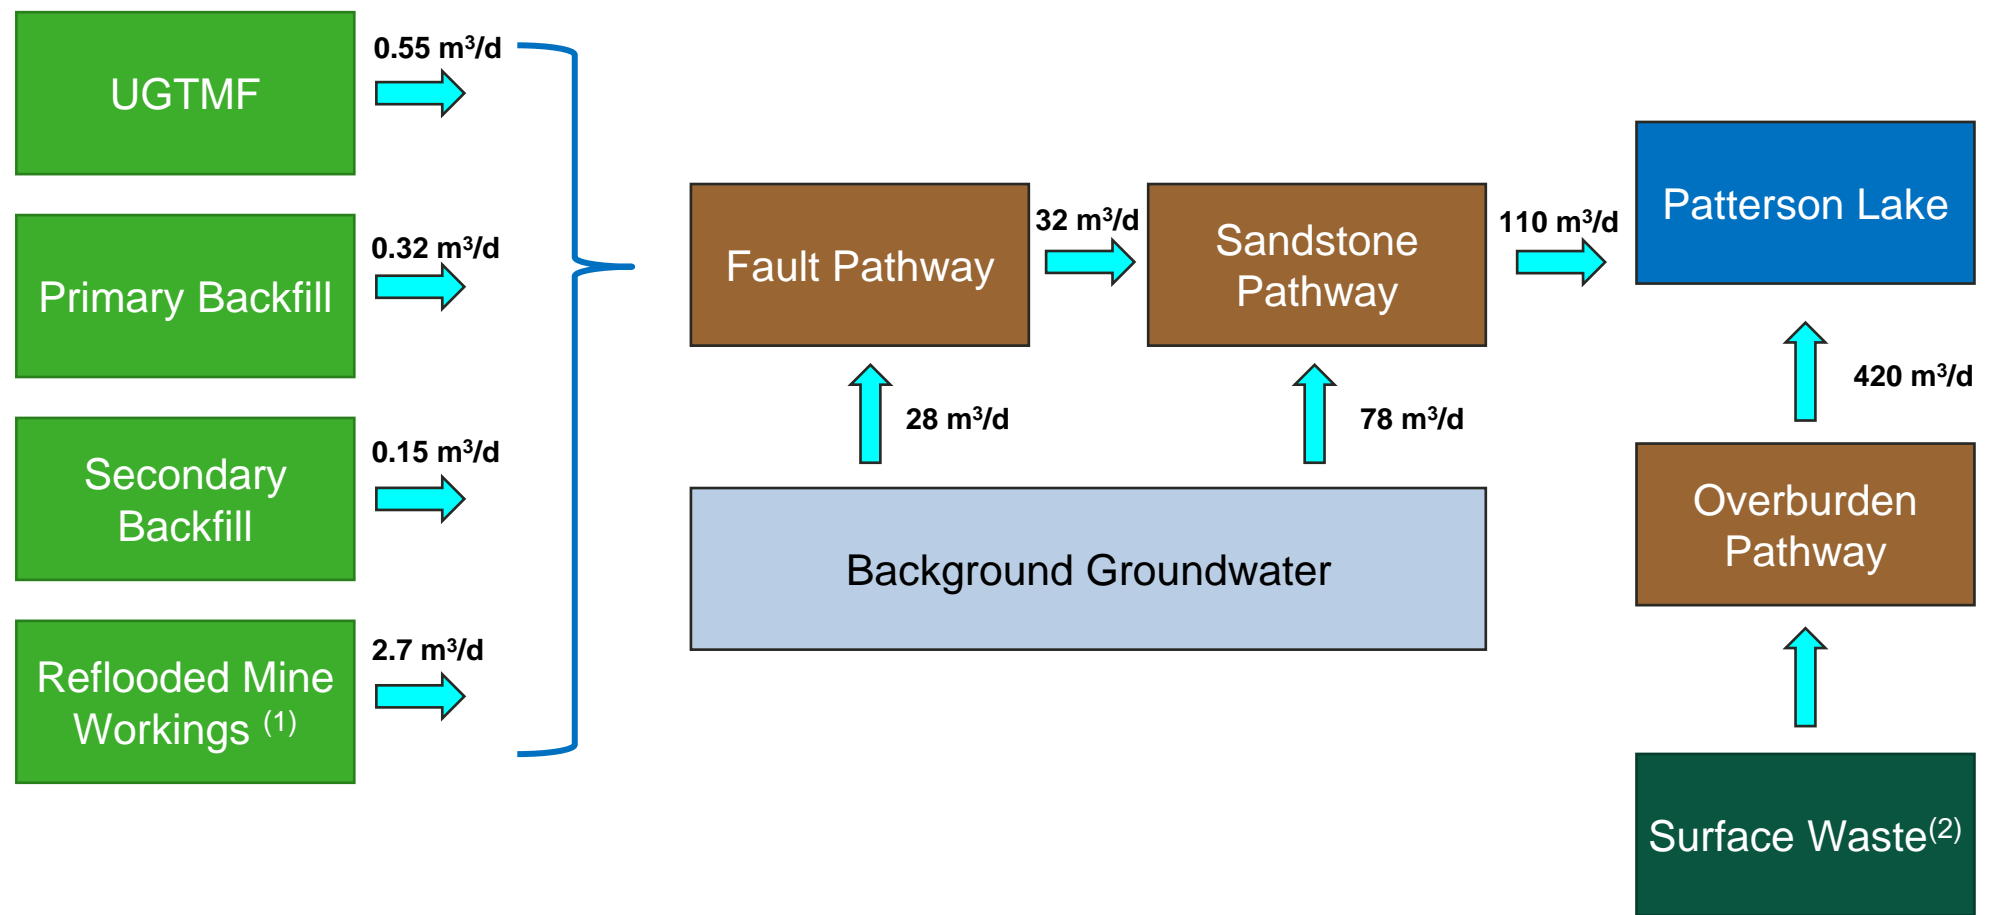 UGTMF
0.55 m³/d
Primary Backfill
0.32 m³/d
Secondary
Backfill
0.15 m³/d
Reflooded Mine
Workings (1)
2.7 m³/d
Fault Pathway
32 m³/d
Sandstone
Pathway
110 m³/d
Patterson Lake
28 m³/d
78 m³/d
420 m³/d
Background Groundwater
Overburden
Pathway
Surface Waste(2)